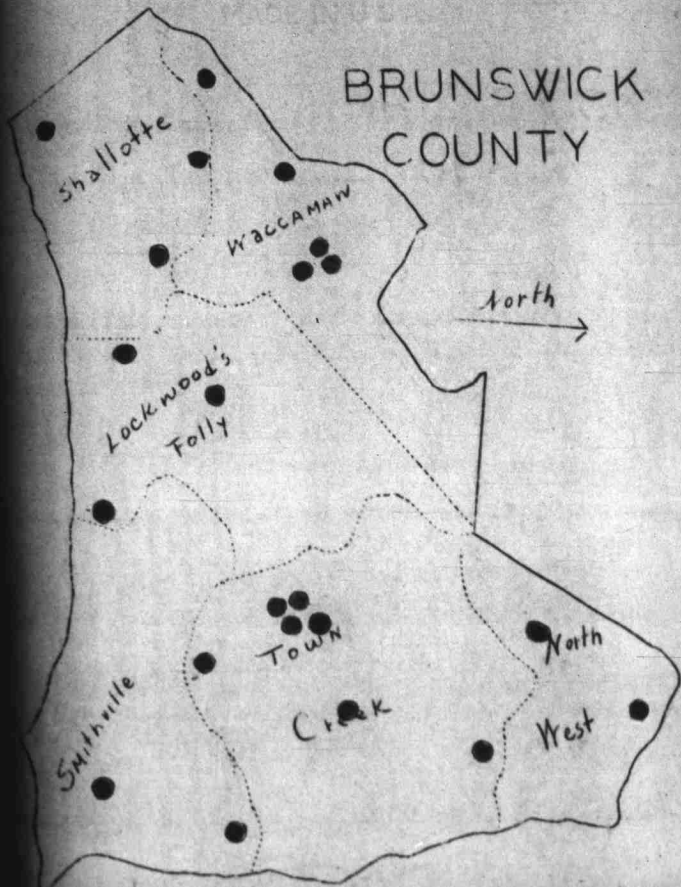 BRUNSWICK
COUNTY
Shallotte
WACCAMAW
North
Lockwood's
Folly
TOWN
Creek
North
West
SMithville